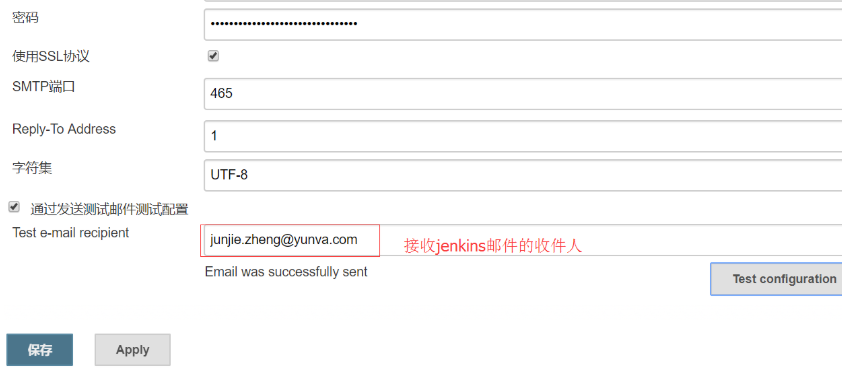 密码
••••••••••••••••••••••••••••••••
使用SSL协议
SMTP端口
465
Reply-To Address
1
字符集
UTF-8
通过发送测试邮件测试配置
Test e-mail recipient
junjie.zheng@yunva.com
接收jenkins邮件的收件人
Email was successfully sent
Test configuration
保存
Apply